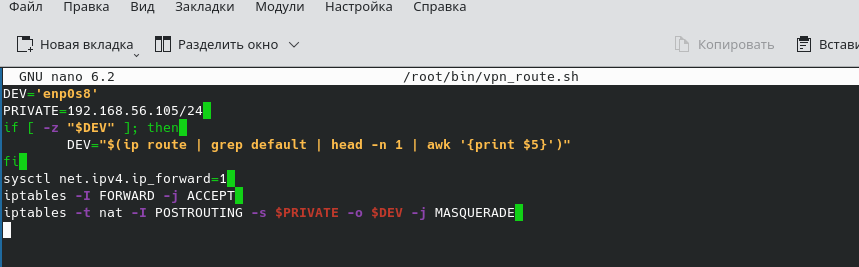 Файл Правка Вид Закладки Модули Настройка Справка
Новая вкладка Разделить окно Копировать Встави
GNU nano 6.2 /root/bin/vpn_route.sh
DEV='enp0s8'
PRIVATE=192.168.56.105/24
if [ -z "$DEV" ]; then
DEV="$(ip route | grep default | head -n 1 | awk '{print $5}')"
fi
sysctl net.ipv4.ip_forward=1
iptables -I FORWARD -j ACCEPT
iptables -t nat -I POSTROUTING -s $PRIVATE -o $DEV -j MASQUERADE